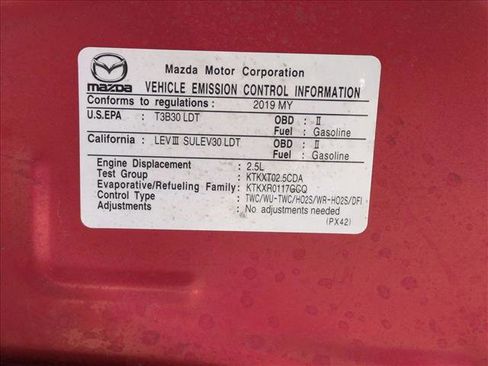 mazda
Mazda Motor Corporation
VEHICLE EMISSION CONTROL INFORMATION
Conforms to regulations : 2019 MY
U.S.EPA : T3B30 LDT OBD : II
Fuel : Gasoline
California : LEVIII SULEV30 LDT OBD : II
Fuel : Gasoline
Engine Displacement : 2.5L
Test Group : KTKXT02.5CDA
Evaporative/Refueling Family: KTKXR0117GCQ
Control Type : TWC/WU-TWC/HO2S/WR-HO2S/DFI
Adjustments : No adjustments needed
(PX42)